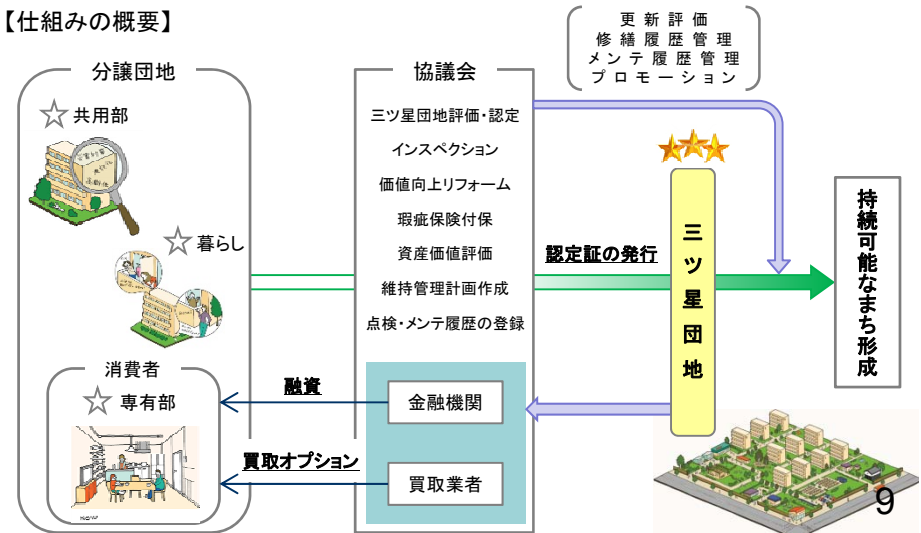 【仕組みの概要】
更新評価
修繕履歴管理
メンテ履歴管理
プロモーション
分譲団地
☆共用部
☆暮らし
消費者
☆専有部
協議会
三ツ星団地評価・認定
インスペクション
価値向上リフォーム
瑕疵保険付保
資産価値評価
維持管理計画作成
点検・メンテ履歴の登録
金融機関
買取業者
融資
買取オプション
認定証の発行
三ツ星団地
持続可能なまち形成
9